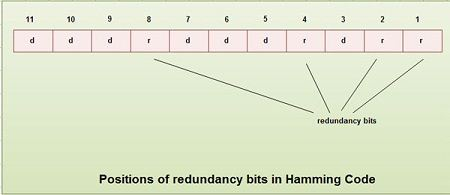 11 10 9 8 7 6 5 4 3 2 1
d d d r d d d r d r r
redundancy bits
Positions of redundancy bits in Hamming Code